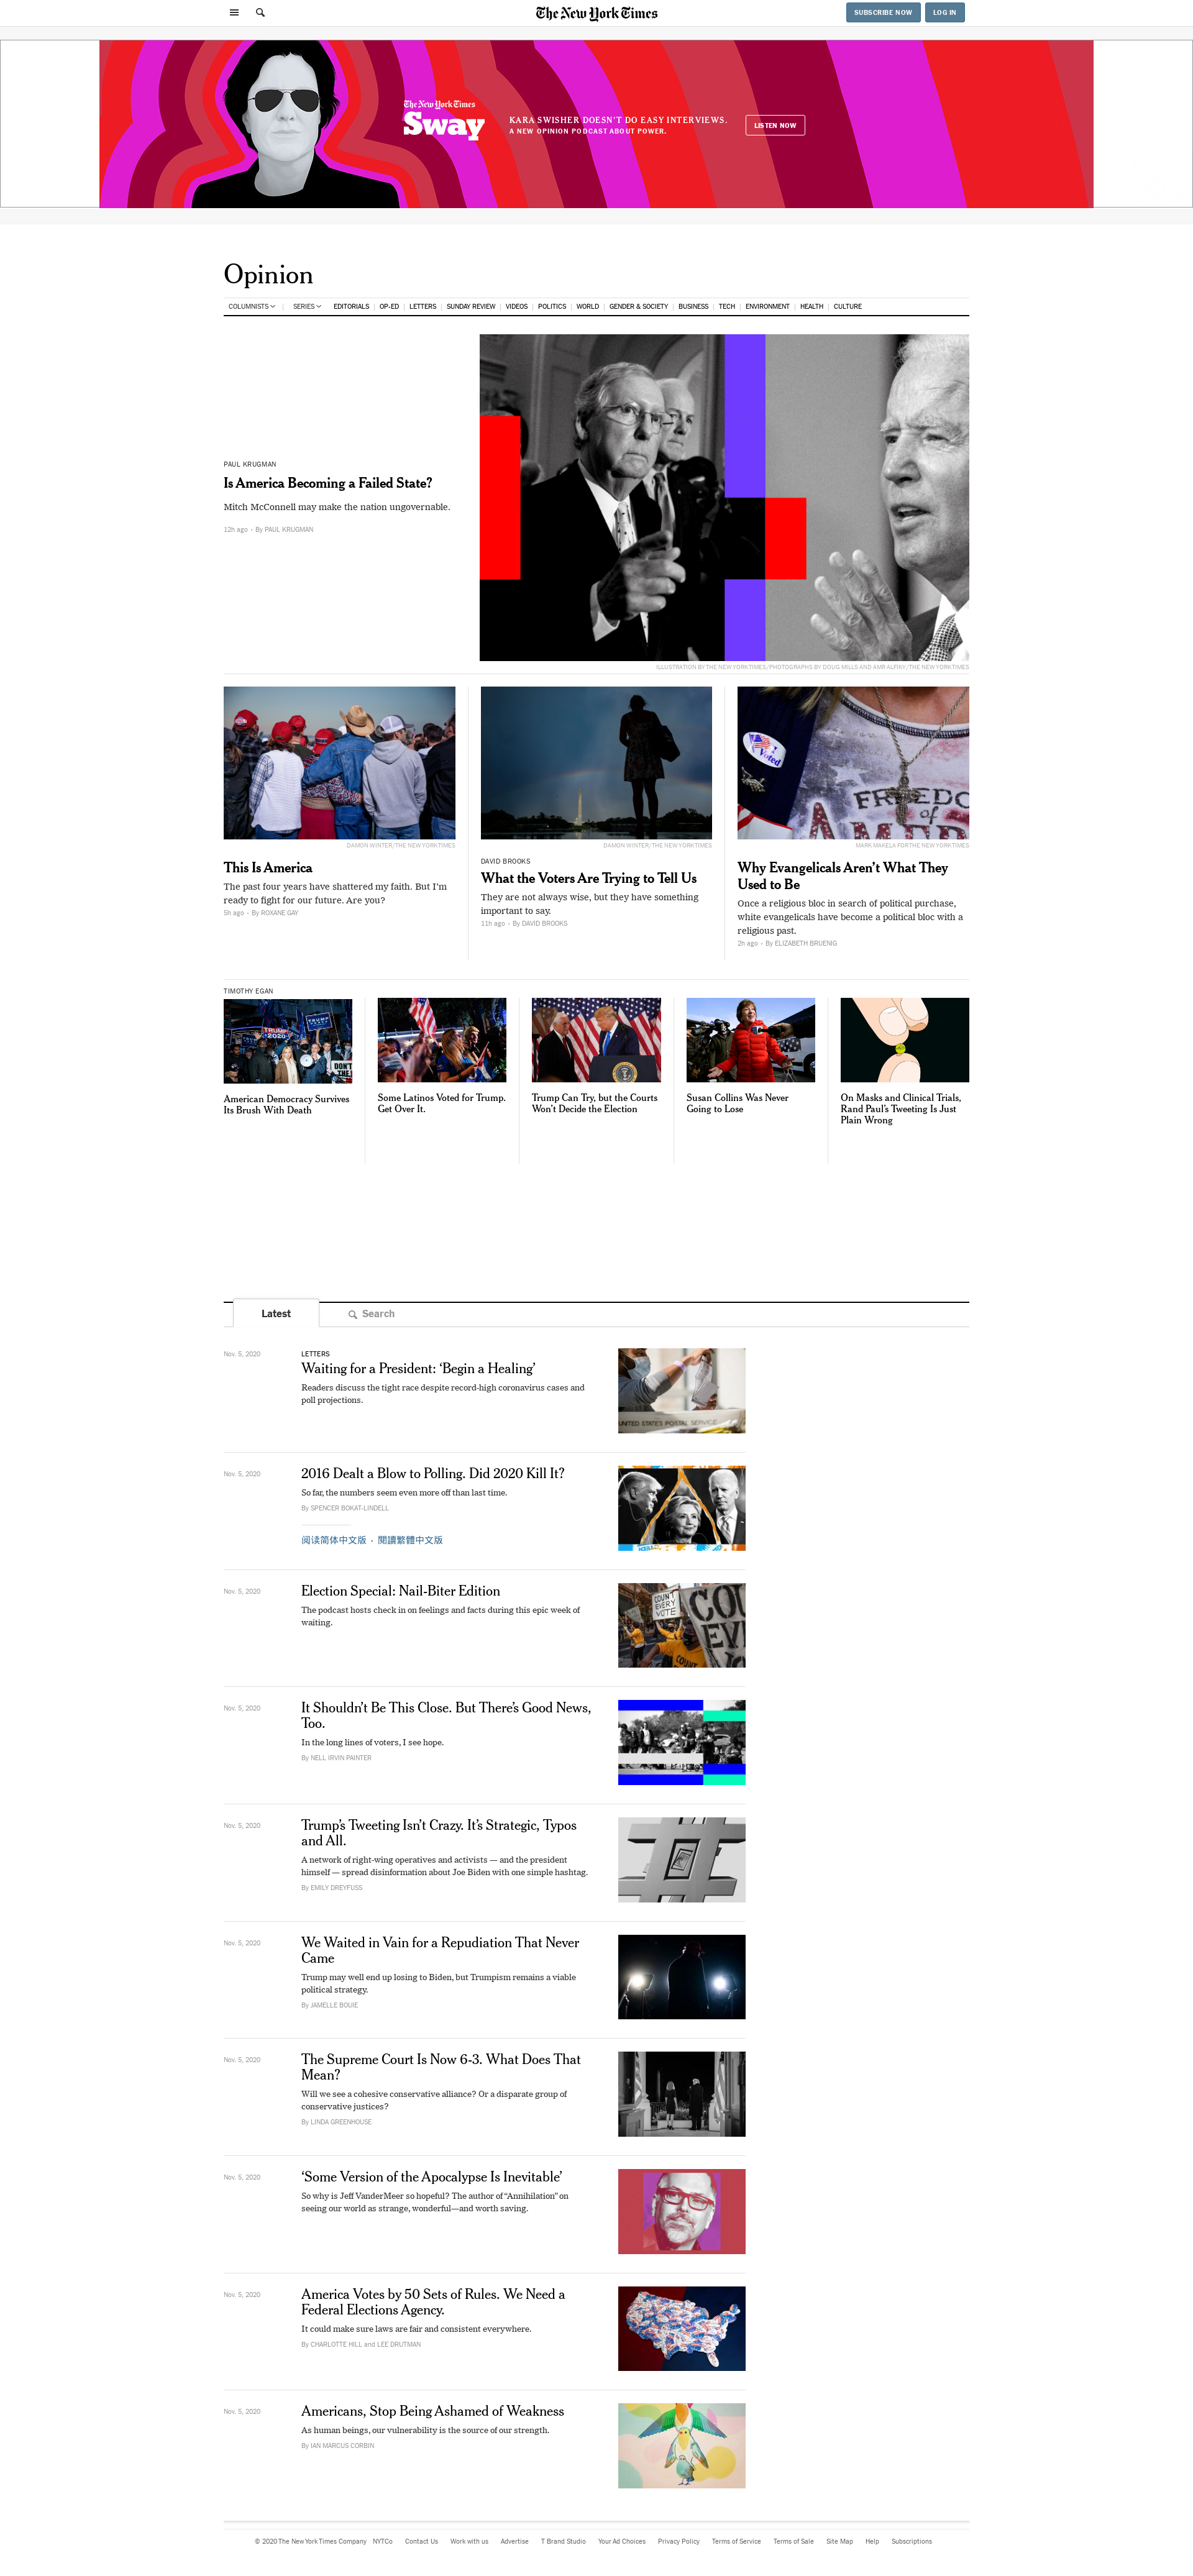 The New York Times
SUBSCRIBE NOW
LOG IN
The New York Times
Sway
KARA SWISHER DOESN'T DO EASY INTERVIEWS.
A NEW OPINION PODCAST ABOUT POWER.
LISTEN NOW
Opinion
COLUMNISTS | SERIES EDITORIALS | OP-ED | LETTERS | SUNDAY REVIEW | VIDEOS | POLITICS | WORLD | GENDER & SOCIETY | BUSINESS | TECH | ENVIRONMENT | HEALTH | CULTURE
PAUL KRUGMAN
Is America Becoming a Failed State?
Mitch McConnell may make the nation ungovernable.
12h ago • By PAUL KRUGMAN
ILLUSTRATION BY THE NEW YORK TIMES/PHOTOGRAPHS BY DOUG MILLS AND AMR ALFIKY/THE NEW YORK TIMES
DAMON WINTER/THE NEW YORK TIMES
This Is America
The past four years have shattered my faith. But I'm
ready to fight for our future. Are you?
5h ago • By ROXANE GAY
DAMON WINTER/THE NEW YORK TIMES
DAVID BROOKS
What the Voters Are Trying to Tell Us
They are not always wise, but they have something
important to say.
11h ago • By DAVID BROOKS
Voted
FREEDO
of
AMER
MARK MAKELA FOR THE NEW YORK TIMES
Why Evangelicals Aren't What They
Used to Be
Once a religious bloc in search of political purchase,
white evangelicals have become a political bloc with a
religious past.
2h ago • By ELIZABETH BRUENIG
TIMOTHY EGAN
TRUMP
2020
DON'T
THE
American Democracy Survives
Its Brush With Death
Some Latinos Voted for Trump.
Get Over It.
Trump Can Try, but the Courts
Won't Decide the Election
Susan Collins Was Never
Going to Lose
On Masks and Clinical Trials,
Rand Paul's Tweeting Is Just
Plain Wrong
Latest
Search
Nov. 5, 2020
LETTERS
Waiting for a President: ‘Begin a Healing’
Readers discuss the tight race despite record-high coronavirus cases and
poll projections.
UNITED STATES POSTAL SERVICE
Nov. 5, 2020
2016 Dealt a Blow to Polling. Did 2020 Kill It?
So far, the numbers seem even more off than last time.
By SPENCER BOKAT-LINDELL
阅读简体中文版 • 閱讀繁體中文版
Nov. 5, 2020
Election Special: Nail-Biter Edition
The podcast hosts check in on feelings and facts during this epic week of
waiting.
COUNT
EVERY
VOTE
COU
EVE
Nov. 5, 2020
It Shouldn't Be This Close. But There's Good News,
Too.
In the long lines of voters, I see hope.
By NELL IRVIN PAINTER
Nov. 5, 2020
Trump's Tweeting Isn't Crazy. It's Strategic, Typos
and All.
A network of right-wing operatives and activists — and the president
himself — spread disinformation about Joe Biden with one simple hashtag.
By EMILY DREYFUSS
Nov. 5, 2020
We Waited in Vain for a Repudiation That Never
Came
Trump may well end up losing to Biden, but Trumpism remains a viable
political strategy.
By JAMELLE BOUIE
Nov. 5, 2020
The Supreme Court Is Now 6-3. What Does That
Mean?
Will we see a cohesive conservative alliance? Or a disparate group of
conservative justices?
By LINDA GREENHOUSE
Nov. 5, 2020
‘Some Version of the Apocalypse Is Inevitable’
So why is Jeff VanderMeer so hopeful? The author of “Annihilation” on
seeing our world as strange, wonderful—and worth saving.
Nov. 5, 2020
America Votes by 50 Sets of Rules. We Need a
Federal Elections Agency.
It could make sure laws are fair and consistent everywhere.
By CHARLOTTE HILL and LEE DRUTMAN
Nov. 5, 2020
Americans, Stop Being Ashamed of Weakness
As human beings, our vulnerability is the source of our strength.
By IAN MARCUS CORBIN
© 2020 The New York Times Company NYTCo Contact Us Work with us Advertise T Brand Studio Your Ad Choices Privacy Policy Terms of Service Terms of Sale Site Map Help Subscriptions